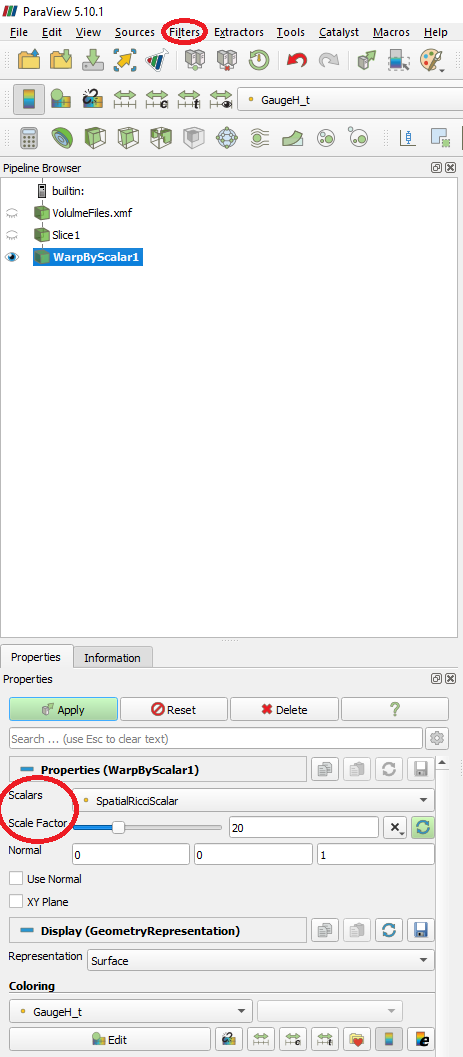 ParaView 5.10.1
File Edit View Sources Filters Extractors Tools Catalyst Macros Help
GaugeH_t
Pipeline Browser
builtin:
VolulmeFiles.xmf
Slice1
WarpByScalar1
Properties Information
Properties
Apply Reset Delete ?
Search ... (use Esc to clear text)
Properties (WarpByScalar1)
Scalars SpatialRicciScalar
Scale Factor 20
Normal 0 0 1
Use Normal
XY Plane
Display (GeometryRepresentation)
Representation Surface
Coloring
GaugeH_t
Edit